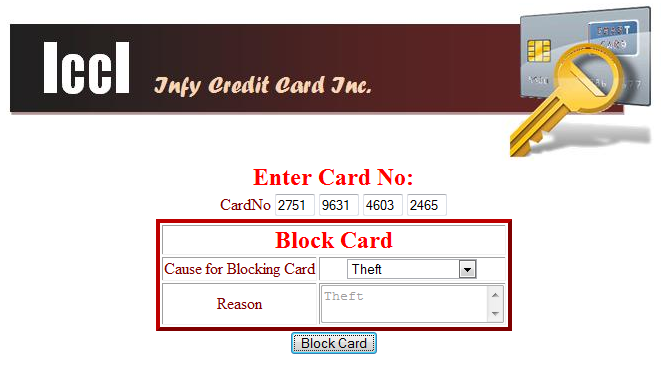 Iccl Infy Credit Card Inc.
Enter Card No:
CardNo 2751 9631 4603 2465
Block Card
Cause for Blocking Card Theft
Reason Theft
Block Card